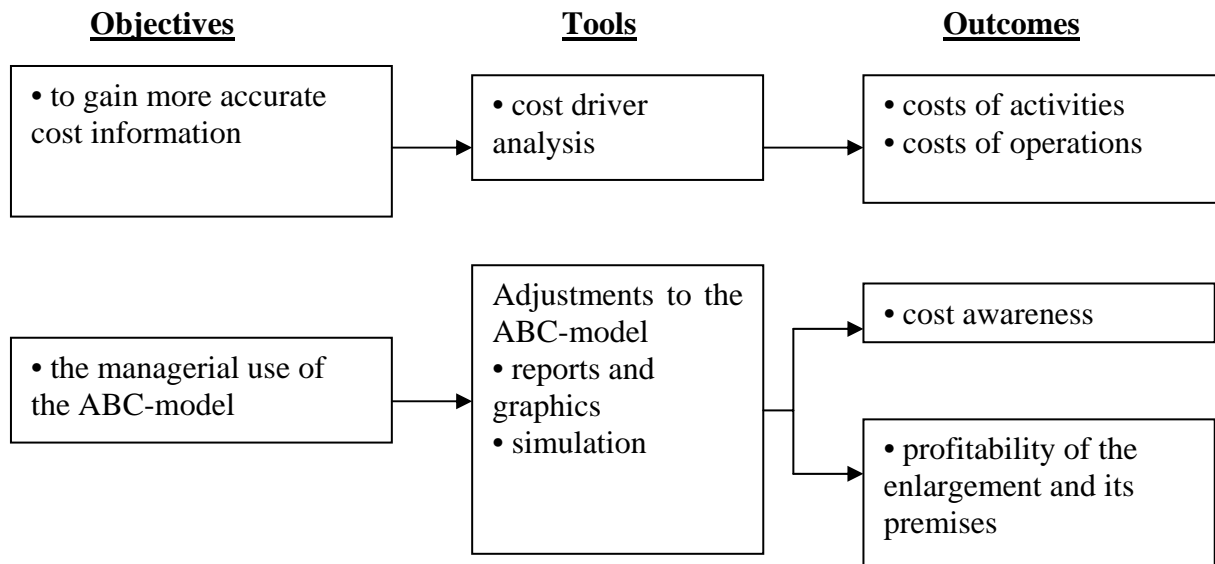 Objectives
Tools
Outcomes
• to gain more accurate
cost information
• cost driver
analysis
• costs of activities
• costs of operations
• the managerial use of
the ABC-model
Adjustments to the
ABC-model
• reports and
graphics
• simulation
• cost awareness
• profitability of the
enlargement and its
premises